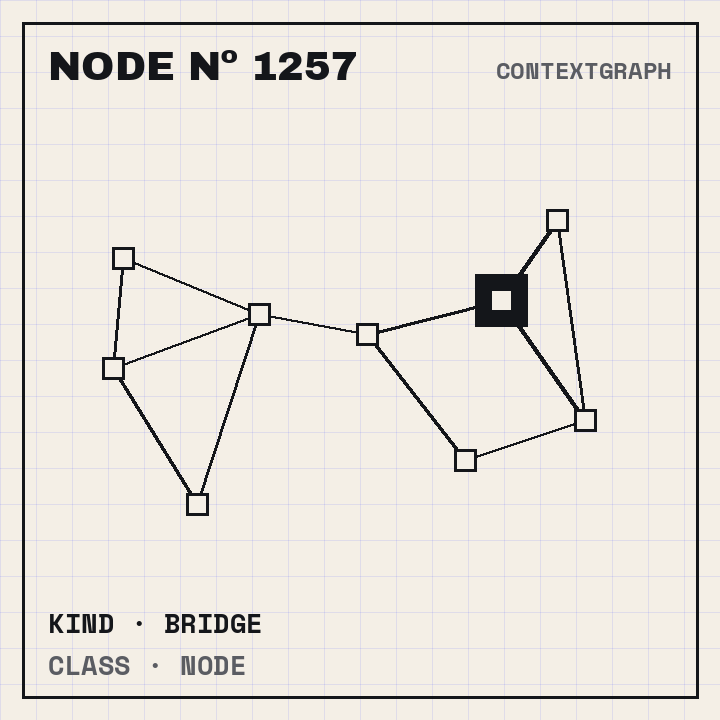 NODE Nº 1257
CONTEXTGRAPH
KIND · BRIDGE
CLASS · NODE